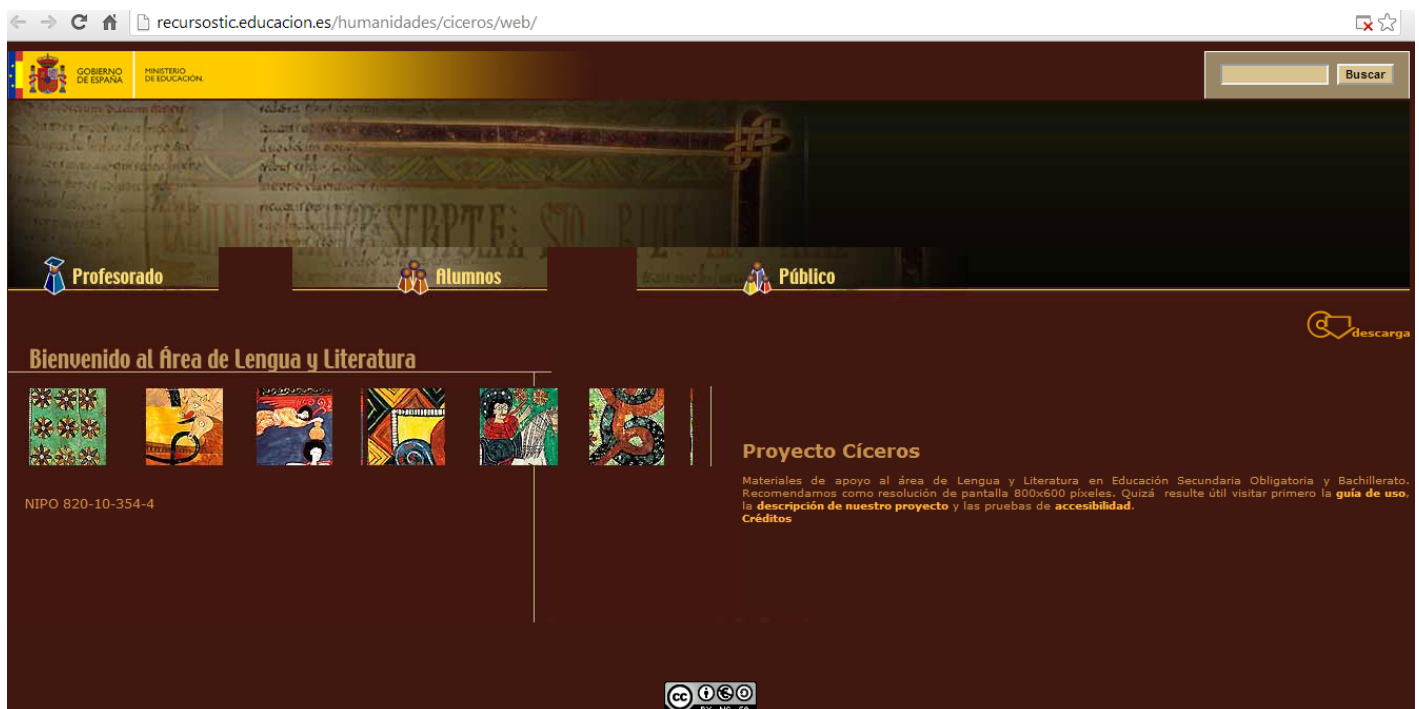 recursostic.educacion.es/humanidades/ciceros/web/
GOBIERNO
DE ESPAÑA
MINISTERIO
DE EDUCACIÓN
Buscar
Profesorado
Alumnos
Público
descarga
Bienvenido al Área de Lengua y Literatura
Proyecto Cíceros
Materiales de apoyo al área de Lengua y Literatura en Educación Secundaria Obligatoria y Bachillerato.
Recomendamos como resolución de pantalla 800x600 píxeles. Quizá resulte útil visitar primero la guía de uso,
la descripción de nuestro proyecto y las pruebas de accesibilidad.
Créditos
NIPO 820-10-354-4
cc